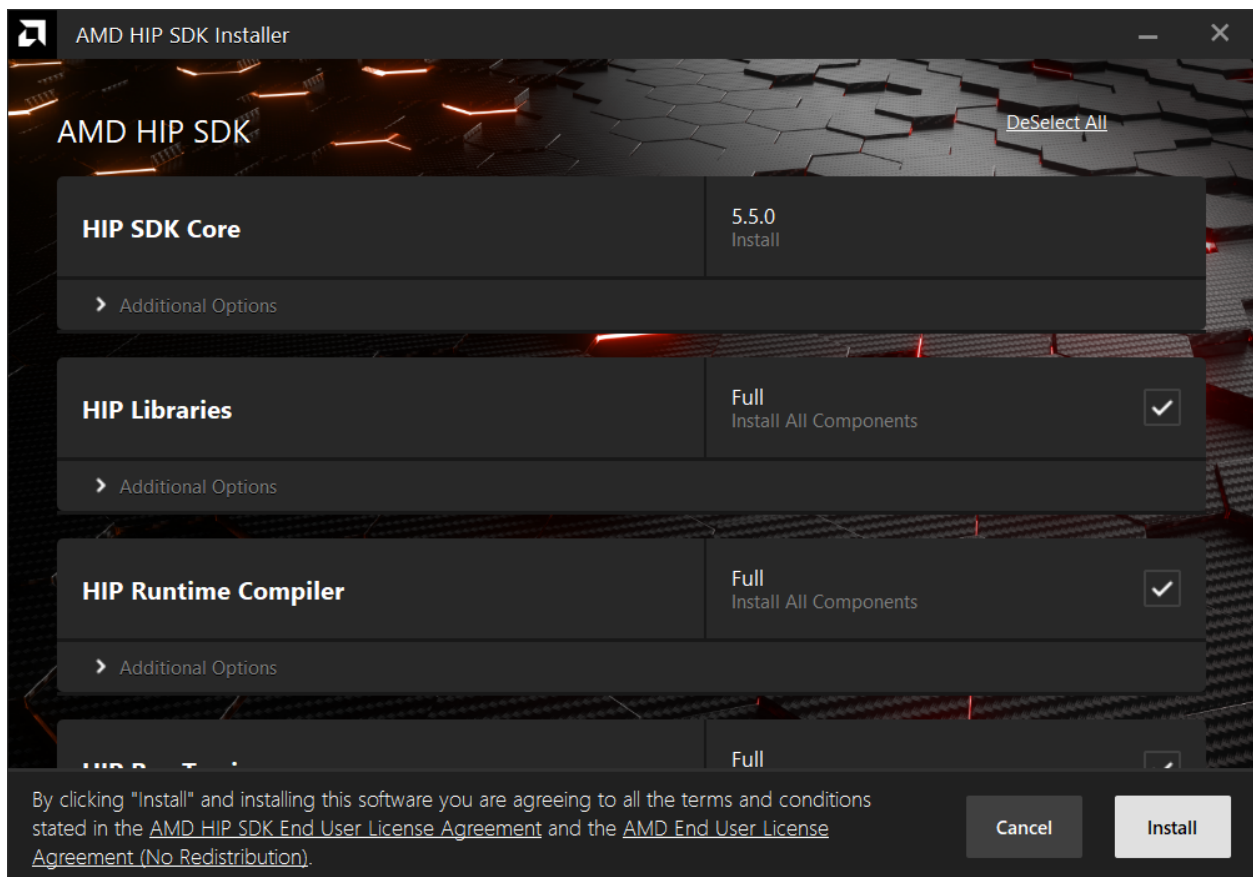 AMD HIP SDK Installer
AMD HIP SDK
DeSelect All
HIP SDK Core
5.5.0
Install
Additional Options
HIP Libraries
Full
Install All Components
Additional Options
HIP Runtime Compiler
Full
Install All Components
Additional Options
HIP
Full
By clicking "Install" and installing this software you are agreeing to all the terms and conditions
stated in the AMD HIP SDK End User License Agreement and the AMD End User License
Agreement (No Redistribution).
Cancel
Install